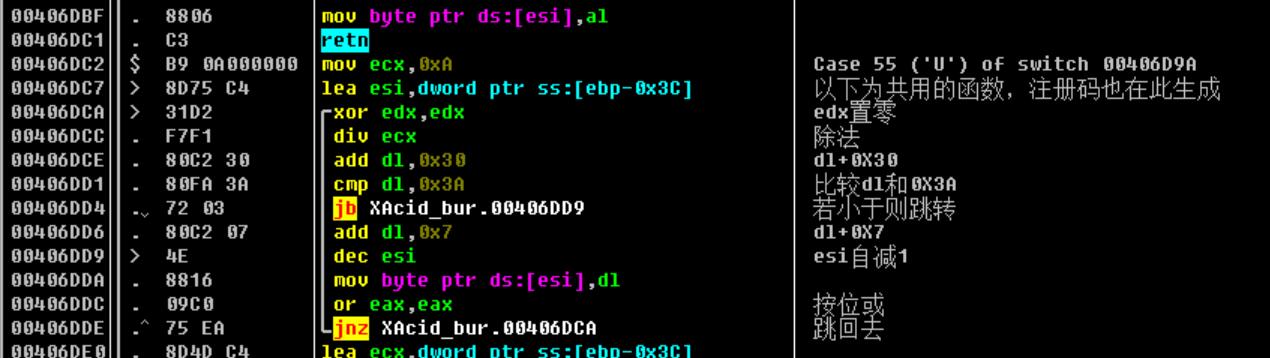 00406DBF . 8806 mov byte ptr ds:[esi],al
00406DC1 . C3 retn
00406DC2 $ B9 0A000000 mov ecx,0xA Case 55 ('U') of switch 00406D9A
00406DC7 > 8D75 C4 lea esi,dword ptr ss:[ebp-0x3C] 以下为共用的函数，注册码也在此生成
00406DCA > 31D2 xor edx,edx edx置零
00406DCC . F7F1 div ecx 除法
00406DCE . 80C2 30 add dl,0x30 dl+0X30
00406DD1 . 80FA 3A cmp dl,0x3A 比较dl和0X3A
00406DD4 .˅ 72 03 jb XAcid_bur.00406DD9 若小于则跳转
00406DD6 . 80C2 07 add dl,0x7 dl+0X7
00406DD9 > 4E dec esi esi自减1
00406DDA . 8816 mov byte ptr ds:[esi],dl
00406DDC . 09C0 or eax,eax 按位或
00406DDE .^ 75 EA jnz XAcid_bur.00406DCA 跳回去
00406DE0 . 8D4D C4 lea ecx,dword ptr ss:[ebp-0x3C]